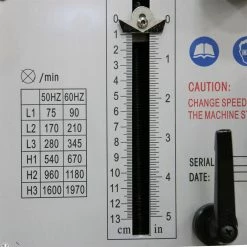 ⊗/min
50HZ 60HZ
L1 75 90
L2 170 210
L3 280 345
H1 540 670
H2 960 1180
H3 1600 1970
0 0
1
2
3 1
4
5 2
6
7
8 3
9
10 4
11
12
13 5
cm in
CAUTION:
CHANGE SPEED
THE MACHINE ST
SERIAL
DATE: